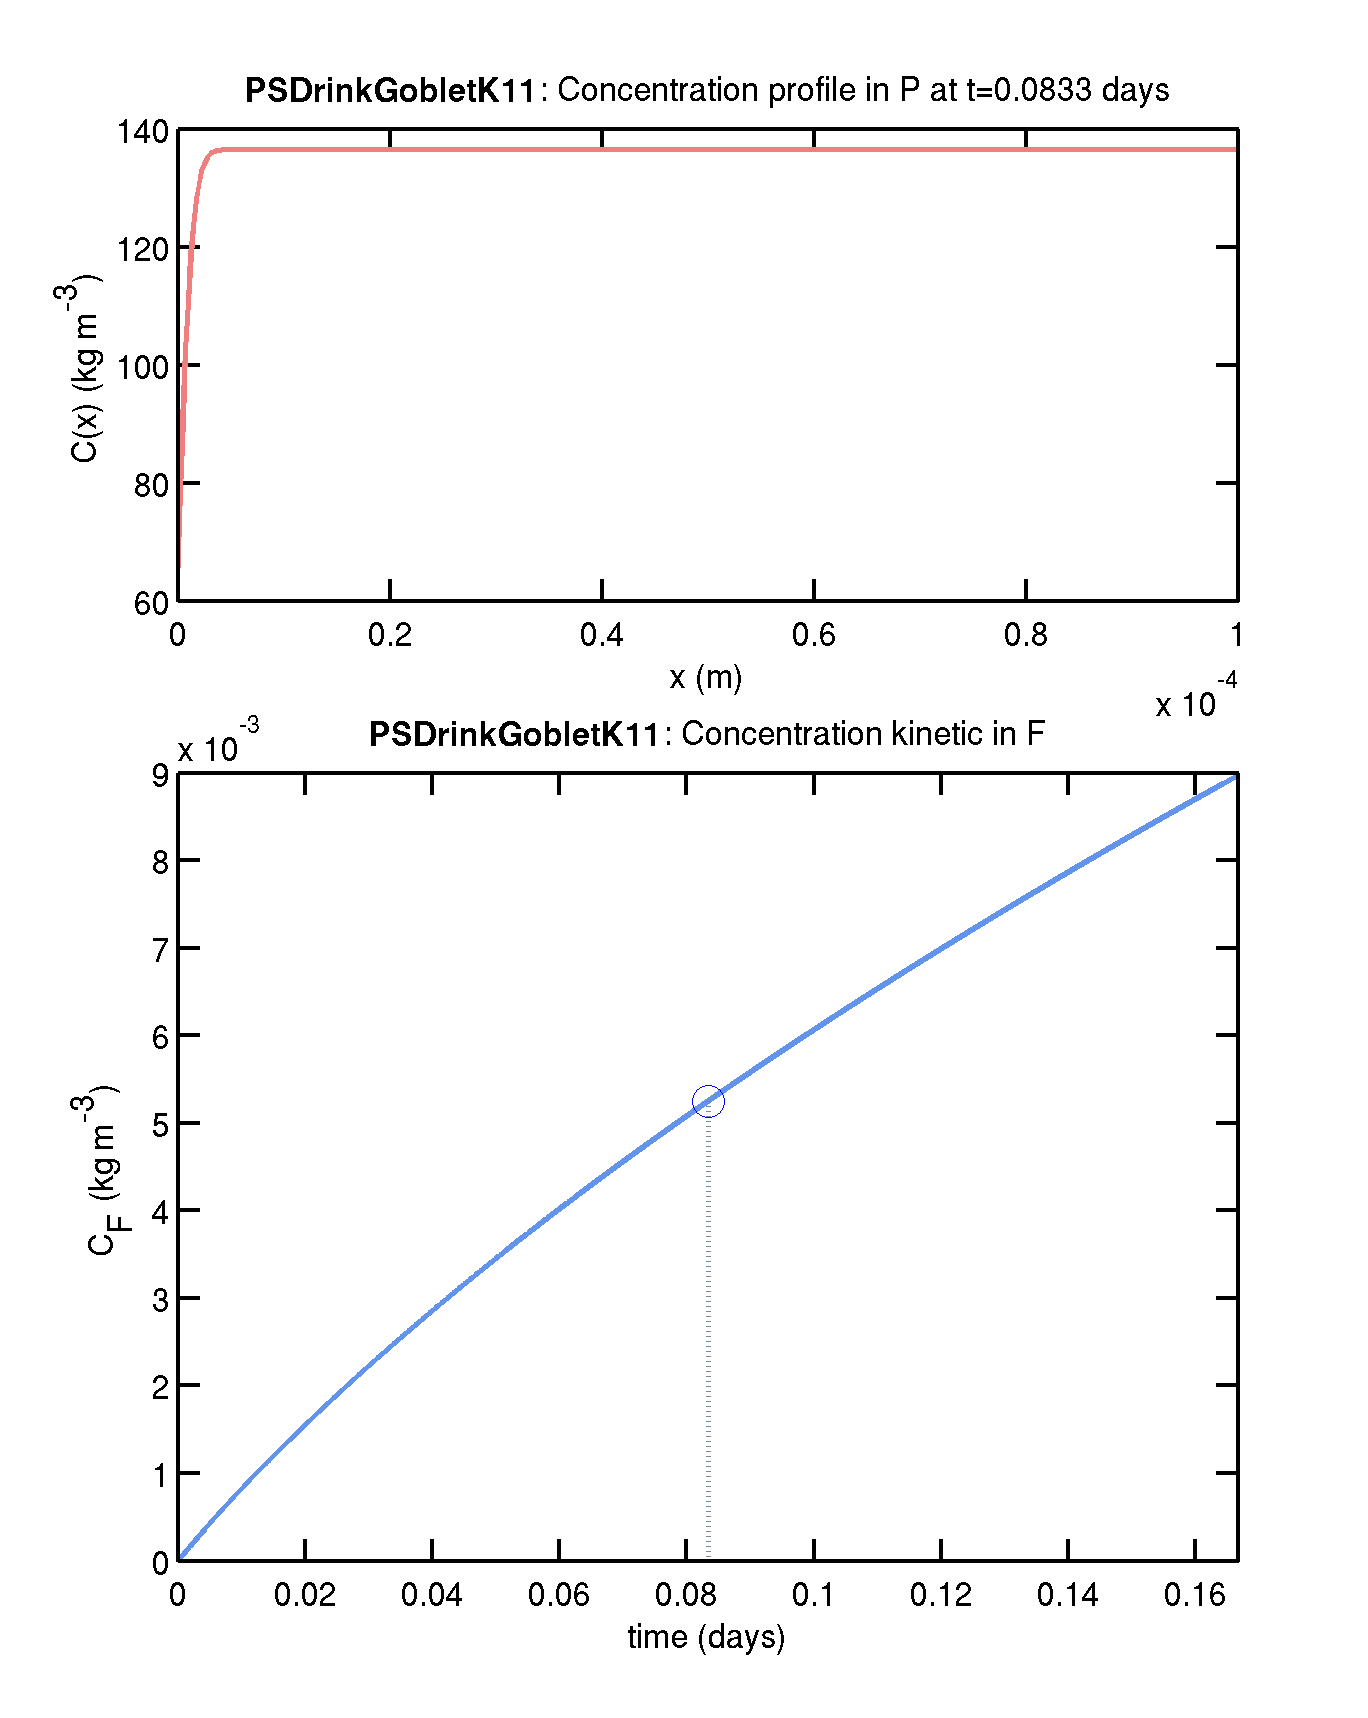 PSDrinkGobletK11: Concentration profile in P at t=0.0833 days
140
120
100
80
60
C(x) (kg m-3)
0 0.2 0.4 0.6 0.8 1
x (m)
x 10-4
PSDrinkGobletK11: Concentration kinetic in F
x 10-3
9
8
7
6
5
4
3
2
1
0
CF (kg m-3)
0 0.02 0.04 0.06 0.08 0.1 0.12 0.14 0.16
time (days)